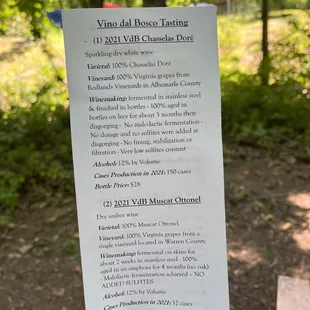 Vino dal Bosco Tasting
(1) 2021 VdB Chasselas Doré
Sparkling dry white wine
Varietal: 100% Chasselas Doré
Vineyard: 100% Virginia grapes from
Redlands Vineyards in Albemarle County
Winemaking: fermented in stainless steel
& finished in bottles - 100% aged in
bottles on lees for about 3 months then
disgorging - No malo-lactic fermentation -
No dosage and no sulfites were added at
disgorging - No fining, stabilization or
filtration - Very low sulfites content
Alcohol: 12% by Volume
Cases Production in 2021: 150 cases
Bottle Price: $28
(2) 2021 VdB Muscat Ottonel
Dry amber wine
Varietal: 100% Muscat Ottonel
Vineyard: 100% Virginia grapes from a
single vineyard located in Warren County
Winemaking: fermented on skins for
about 2 weeks in stainless steel - 100%
aged in an amphora for 4 months (no oak)
- Malolactic fermentation achieved - NO
ADDED SULFITES
Alcohol: 12% by Volume
Cases Production in 2021: 52 cases